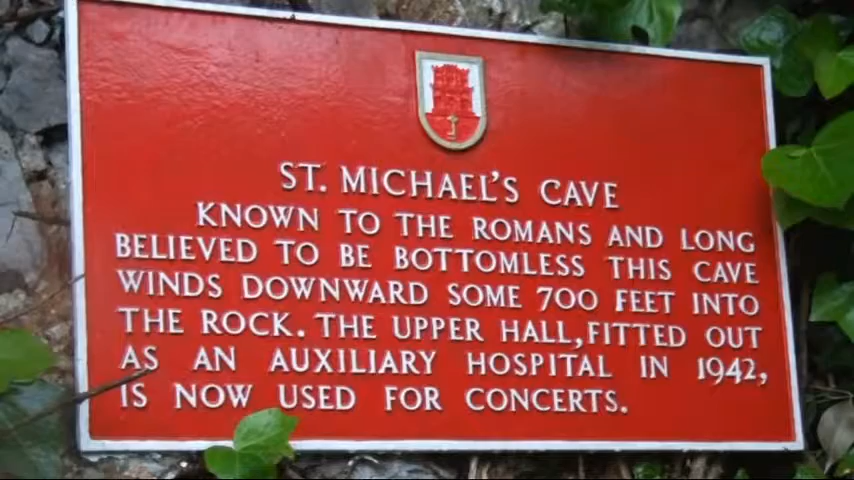 ST. MICHAEL'S CAVE
KNOWN TO THE ROMANS AND LONG
BELIEVED TO BE BOTTOMLESS THIS CAVE
WINDS DOWNWARD SOME 700 FEET INTO
THE ROCK. THE UPPER HALL, FITTED OUT
AS AN AUXILIARY HOSPITAL IN 1942,
IS NOW USED FOR CONCERTS.